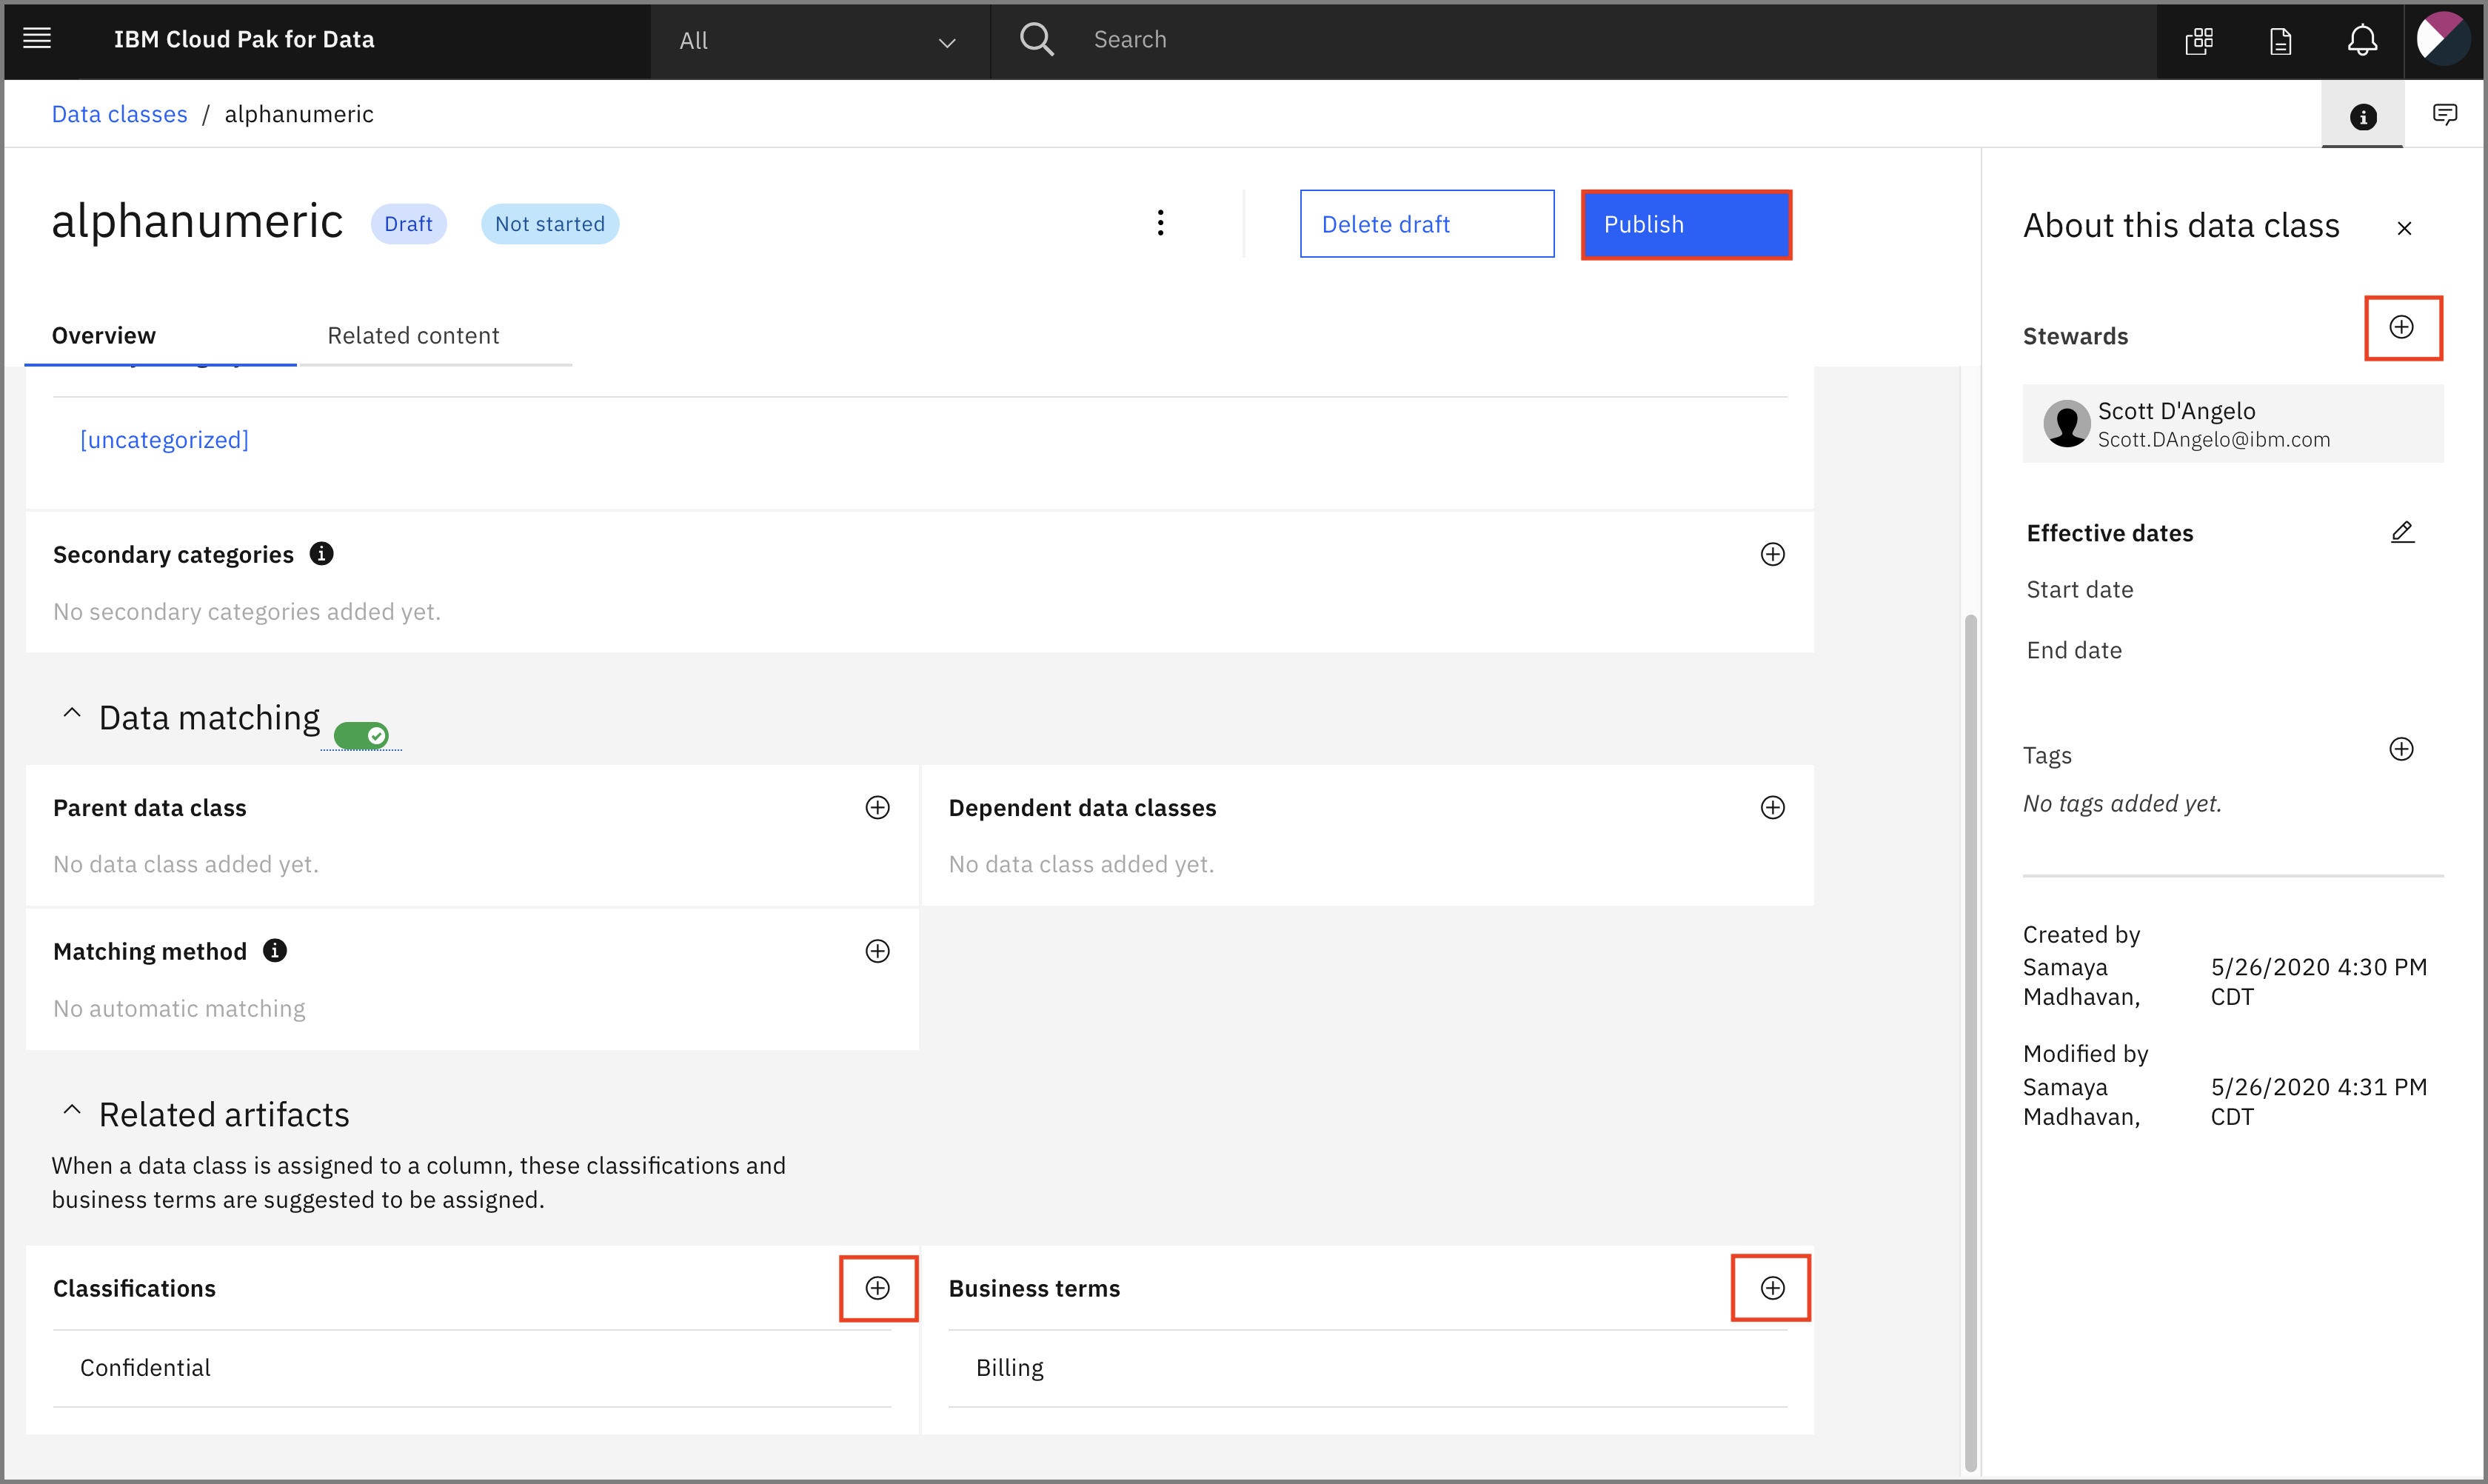 IBM Cloud Pak for Data
All
Search
Data classes / alphanumeric
alphanumeric
Draft
Not started
Delete draft
Publish
Overview
Related content
[uncategorized]
Secondary categories
No secondary categories added yet.
Data matching
Parent data class
No data class added yet.
Dependent data classes
No data class added yet.
Matching method
No automatic matching
Related artifacts
When a data class is assigned to a column, these classifications and
business terms are suggested to be assigned.
Classifications
Confidential
Business terms
Billing
About this data class
Stewards
Scott D'Angelo
Scott.DAngelo@ibm.com
Effective dates
Start date
End date
Tags
No tags added yet.
Created by
Samaya 5/26/2020 4:30 PM
Madhavan, CDT
Modified by
Samaya 5/26/2020 4:31 PM
Madhavan, CDT